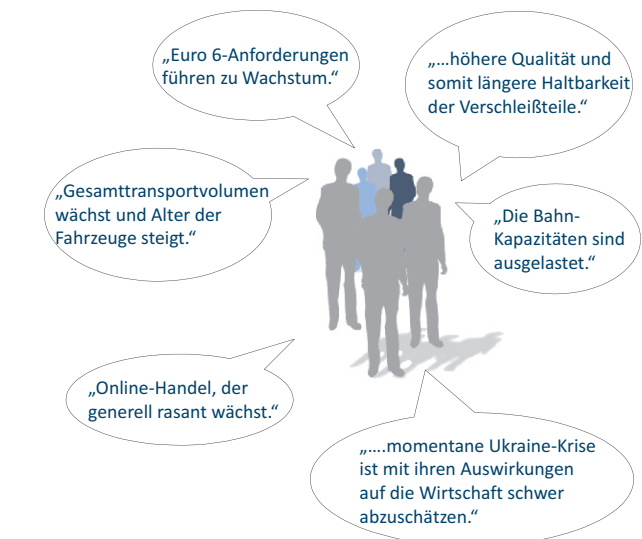 „Euro 6-Anforderungen
führen zu Wachstum.“
„…höhere Qualität und
somit längere Haltbarkeit
der Verschleißteile.“
„Gesamttransportvolumen
wächst und Alter der
Fahrzeuge steigt.“
„Die Bahn-
Kapazitäten sind
ausgelastet.“
„Online-Handel, der
generell rasant wächst.“
„….momentane Ukraine-Krise
ist mit ihren Auswirkungen
auf die Wirtschaft schwer
abzuschätzen.“